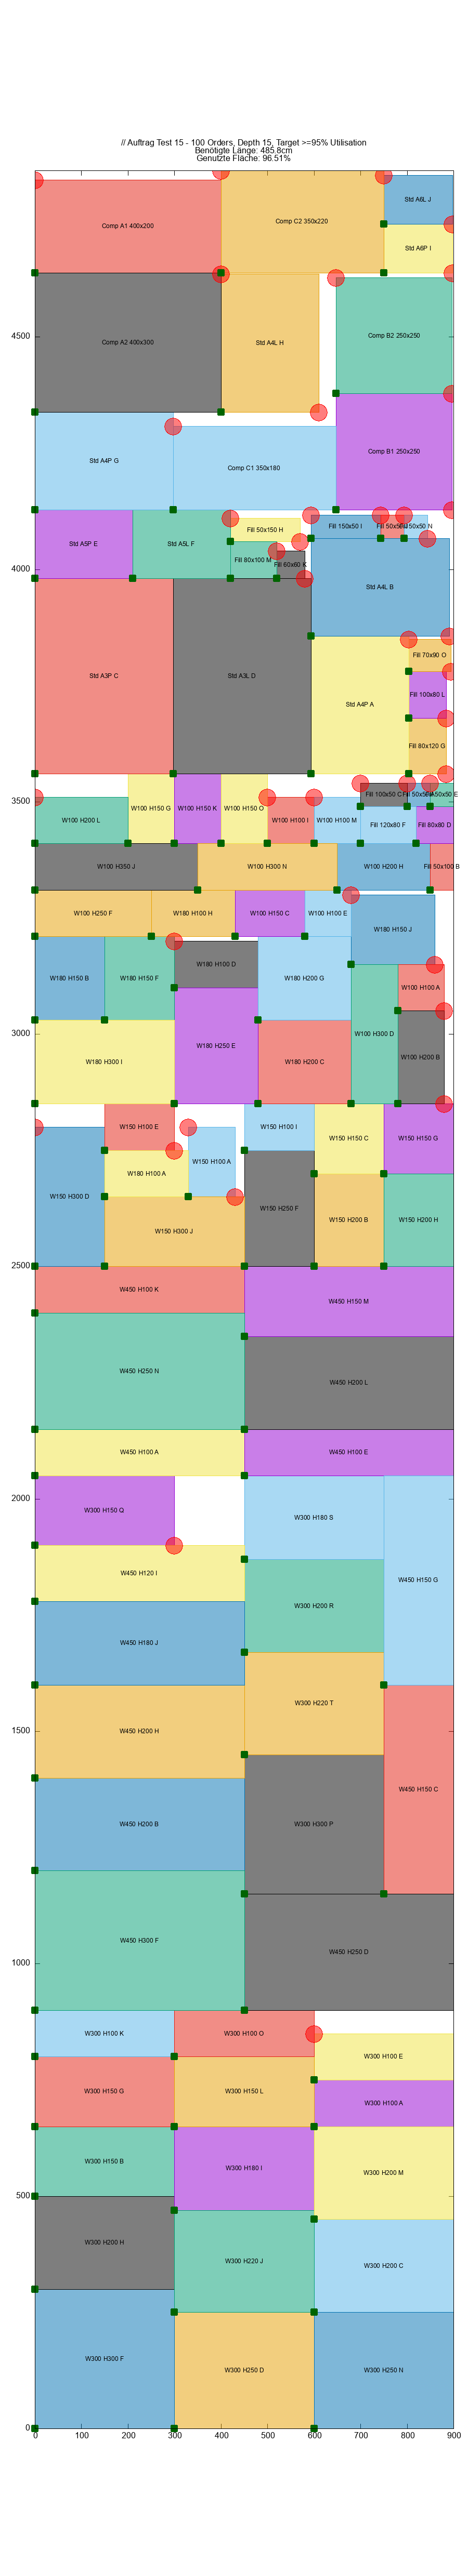 // Auftrag Test 15 - 100 Orders, Depth 15, Target >=95% Utilisation
Benötigte Länge: 485.8cm
Genutzte Fläche: 96.51%
Std A6L J
Comp A1 400x200
Comp C2 350x220
Std A6P I
4500
Comp A2 400x300
Std A4L H
Comp B2 250x250
Std A4P G
Comp C1 350x180
Comp B1 250x250
Fill 50x150 H
Fill 150x50 I
Std A5P E
Std A5L F
Fill 80x100 M
Fill 60x60 K
4000
Std A4L B
Fill 70x90 O
Std A3P C
Std A3L D
Std A4P A
Fill 100x80 L
Fill 80x120 G
3500
W100 H200 L
W100 H150 G
W100 H150 K
W100 H150 O
W100 H100 I
W100 H100 M
Fill 100x50 C
Fill 120x80 F
Fill 80x80 D
W100 H350 J
W100 H300 N
W100 H200 H
Fill 50x100 B
W100 H250 F
W180 H100 H
W100 H150 C
W100 H100 E
W180 H150 J
W180 H150 B
W180 H150 F
W180 H100 D
W180 H200 G
W100 H100 A
3000
W180 H300 I
W180 H250 E
W180 H200 C
W100 H300 D
W100 H200 B
W150 H100 E
W150 H100 I
W150 H150 C
W150 H150 G
W150 H300 D
W180 H100 A
W150 H100 A
W150 H300 J
W150 H250 F
W150 H200 B
W150 H200 H
2500
W450 H100 K
W450 H150 M
W450 H250 N
W450 H200 L
W450 H100 A
W450 H100 E
2000
W300 H150 Q
W300 H180 S
W450 H150 G
W450 H120 I
W300 H200 R
W450 H180 J
1500
W450 H200 H
W300 H220 T
W450 H200 B
W300 H300 P
W450 H150 C
W450 H300 F
W450 H250 D
1000
W300 H100 K
W300 H100 O
W300 H100 E
W300 H150 G
W300 H150 L
W300 H100 A
W300 H150 B
W300 H180 I
W300 H200 M
500
W300 H200 H
W300 H220 J
W300 H200 C
W300 H300 F
W300 H250 D
W300 H250 N
0
0 100 200 300 400 500 600 700 800 900